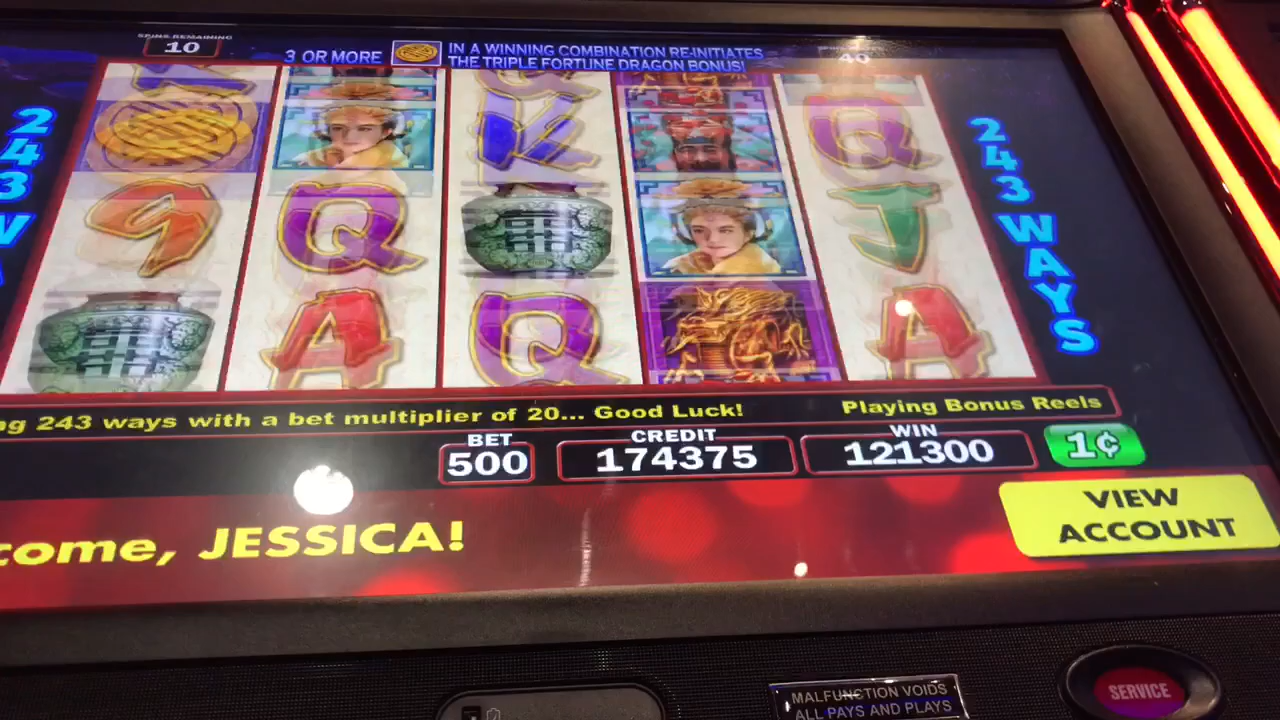 SPINS REMAINING
10
3 OR MORE
IN A WINNING COMBINATION RE-INITIATES
THE TRIPLE FORTUNE DRAGON BONUS!
40
243 W
K
Q
9
Q
J
A
Q
A
243 WAYS
ng 243 ways with a bet multiplier of 20... Good Luck!
Playing Bonus Reels
BET
500
CREDIT
174375
WIN
121300
1¢
come, JESSICA!
VIEW
ACCOUNT
MALFUNCTION VOIDS
ALL PAYS AND PLAYS
SERVICE